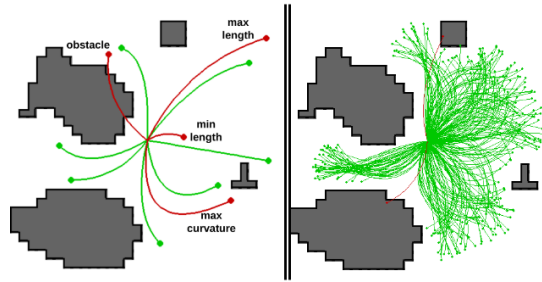 max
length
obstacle
min
length
max
curvature